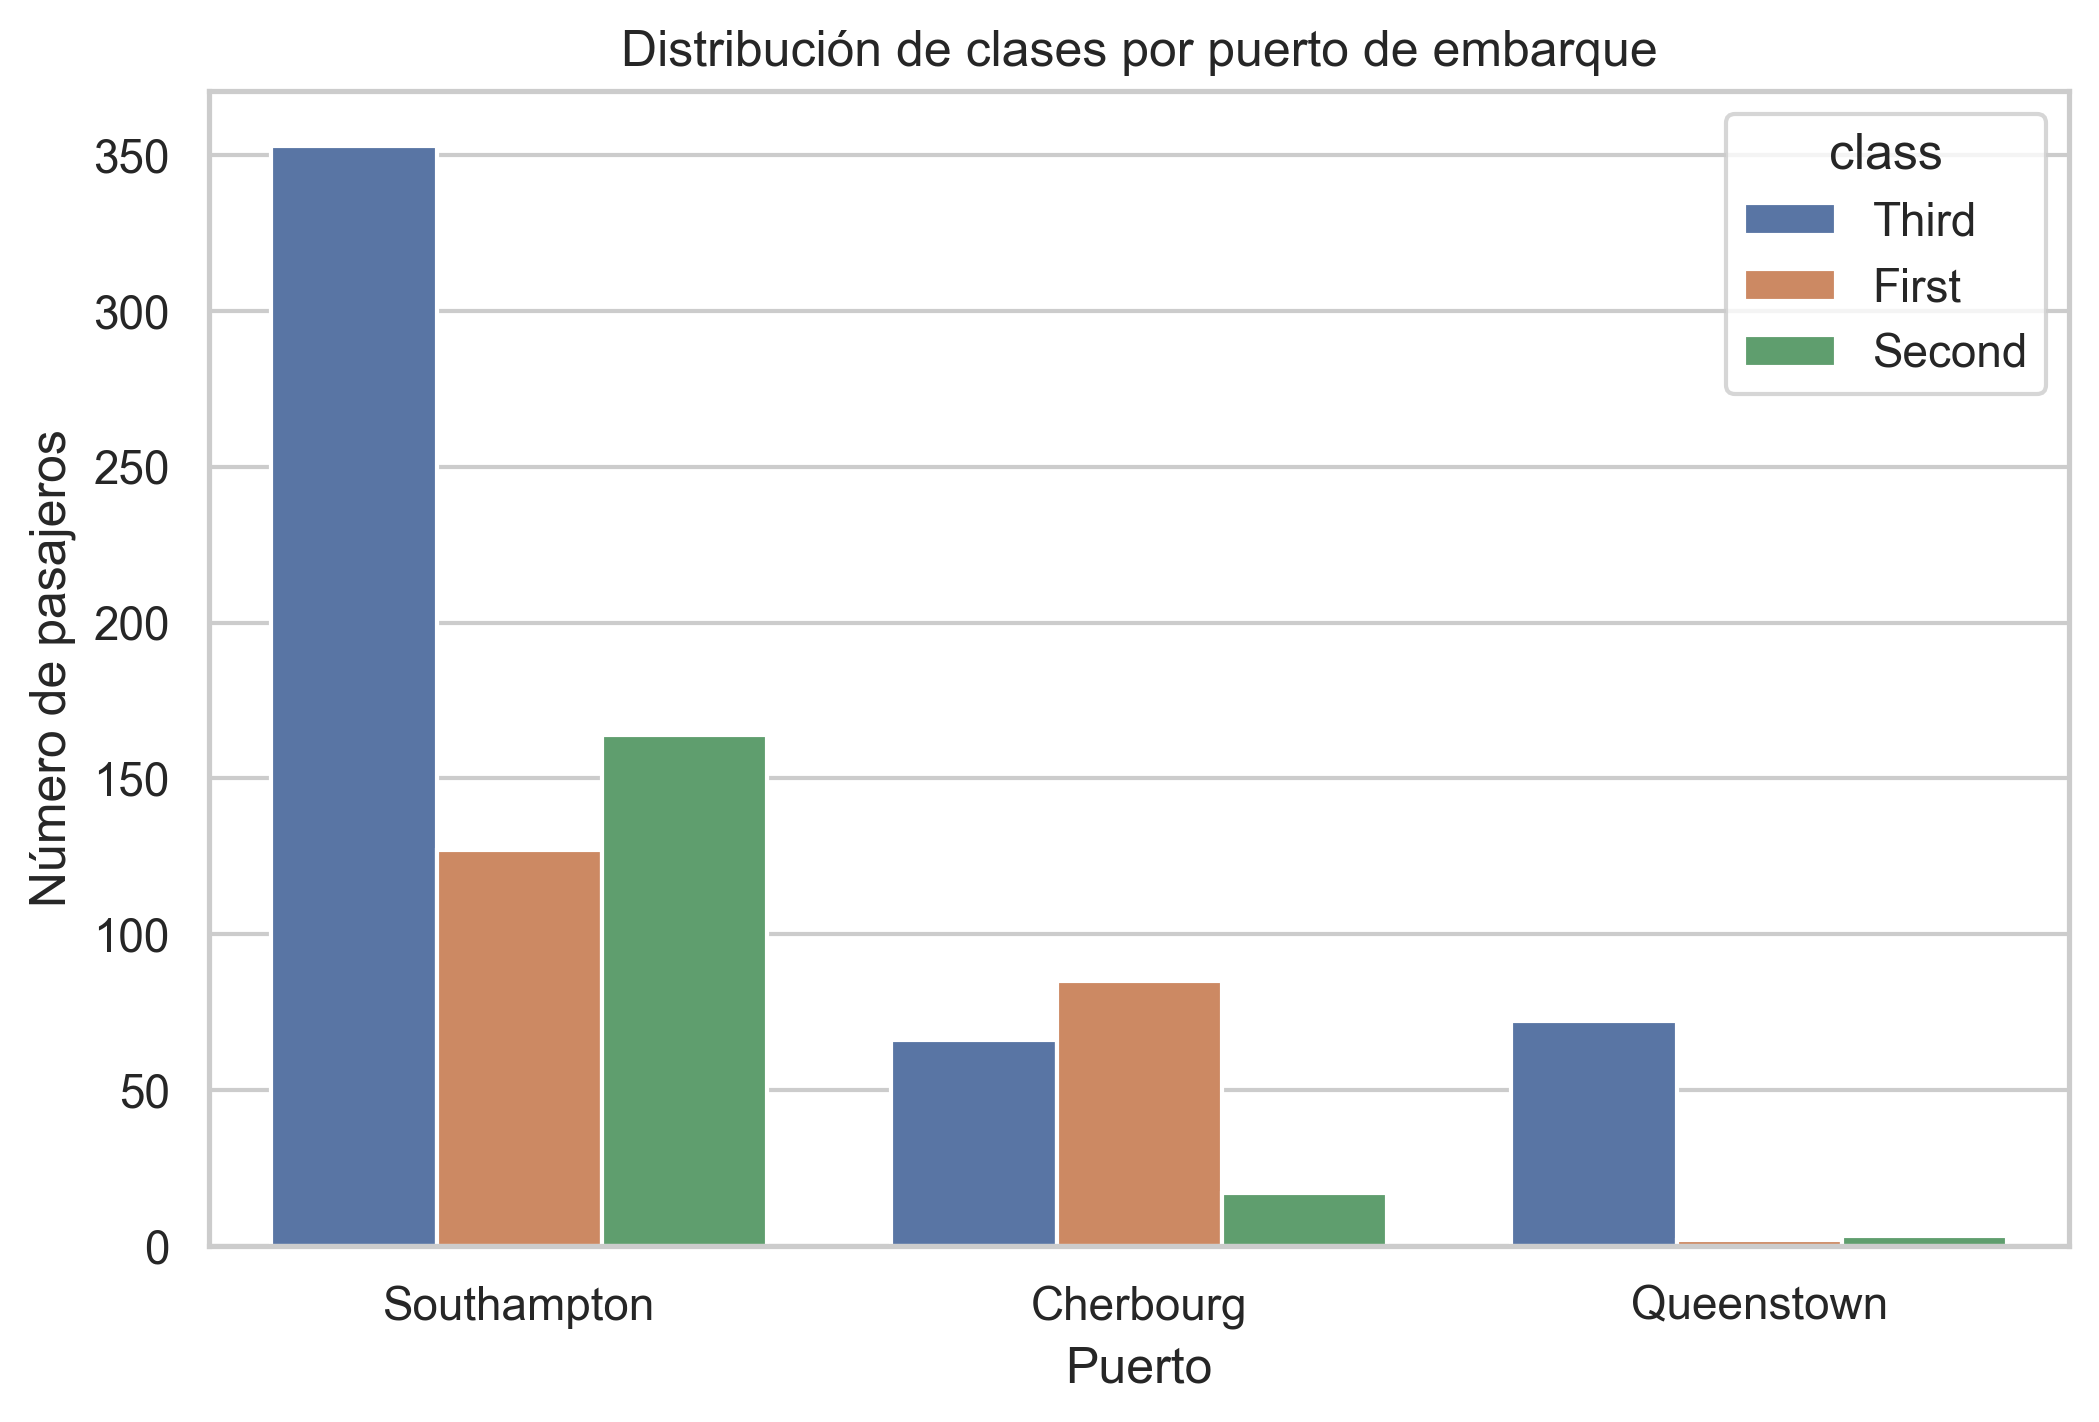 Distribución de clases por puerto de embarque
class
Third
First
Second
Número de pasajeros
350
300
250
200
150
100
50
0
Southampton
Cherbourg
Queenstown
Puerto